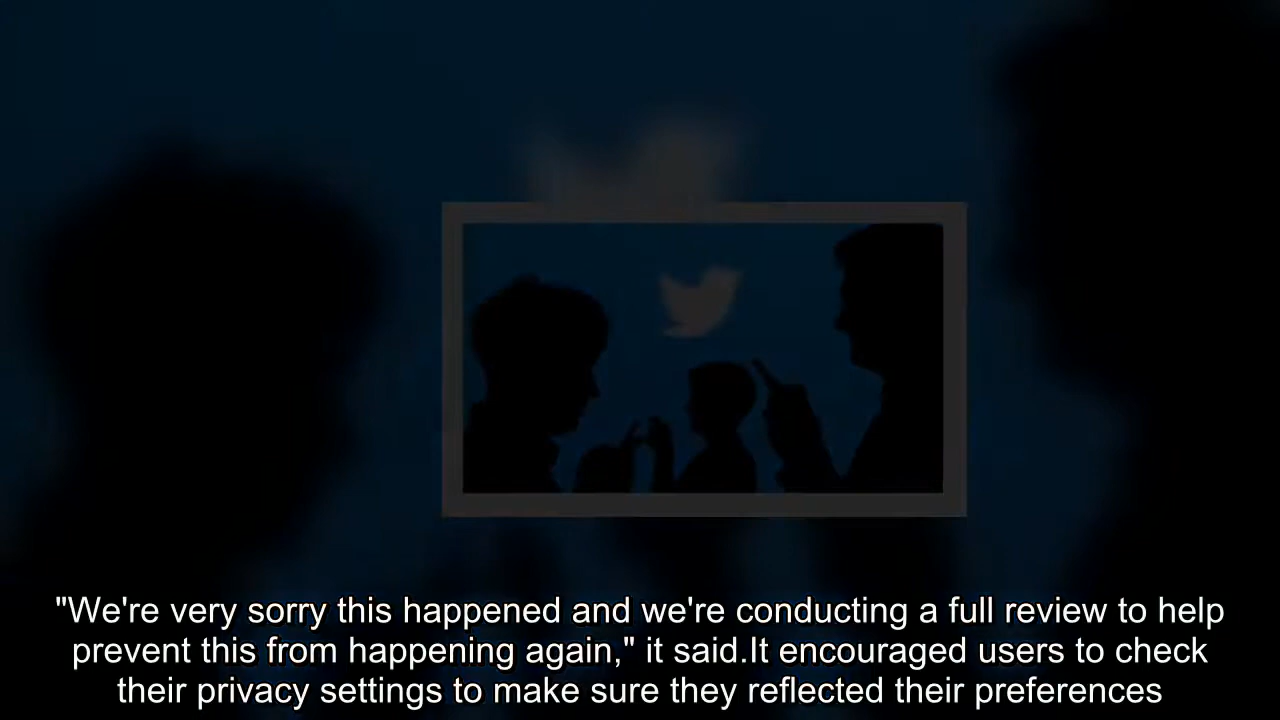 "We're very sorry this happened and we're conducting a full review to help
prevent this from happening again," it said.It encouraged users to check
their privacy settings to make sure they reflected their preferences